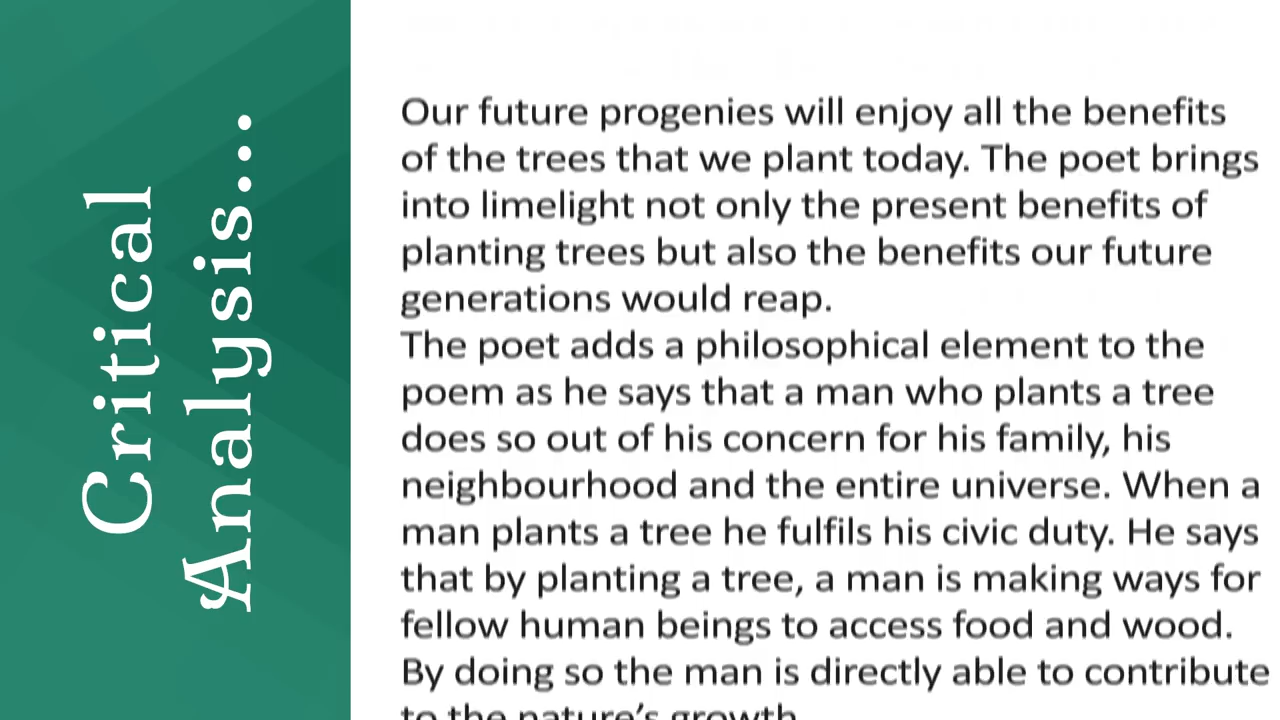 Critical
Analysis...
Our future progenies will enjoy all the benefits
of the trees that we plant today. The poet brings
into limelight not only the present benefits of
planting trees but also the benefits our future
generations would reap.
The poet adds a philosophical element to the
poem as he says that a man who plants a tree
does so out of his concern for his family, his
neighbourhood and the entire universe. When a
man plants a tree he fulfils his civic duty. He says
that by planting a tree, a man is making ways for
fellow human beings to access food and wood.
By doing so the man is directly able to contribute
to the nature's growth